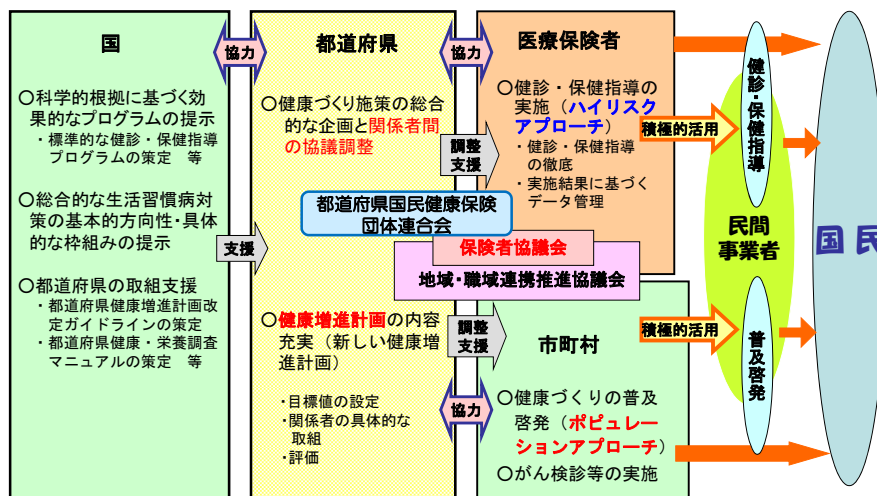 国
○科学的根拠に基づく効
果的なプログラムの提示
・標準的な健診・保健指導
プログラムの策定　等
○総合的な生活習慣病対
策の基本的方向性・具体
的な枠組みの提示
○都道府県の取組支援
・都道府県健康増進計画改
定ガイドラインの策定
・都道府県健康・栄養調査
マニュアルの策定　等
協力
支援
都道府県
○健康づくり施策の総合
的な企画と関係者間
の協議調整
都道府県国民健康保険
団体連合会
保険者協議会
地域・職域連携推進協議会
○健康増進計画の内容
充実（新しい健康増
進計画）
・目標値の設定
・関係者の具体的な
取組
・評価
協力
調整
支援
調整
支援
協力
医療保険者
○健診・保健指導の
実施（ハイリスク
アプローチ）
・健診・保健指導
の徹底
・実施結果に基づく
データ管理
市町村
○健康づくりの普及
啓発（ポピュレー
ションアプローチ）
○がん検診等の実施
積極的活用
積極的活用
健診・保健指導
民間
事業者
普及啓発
国民